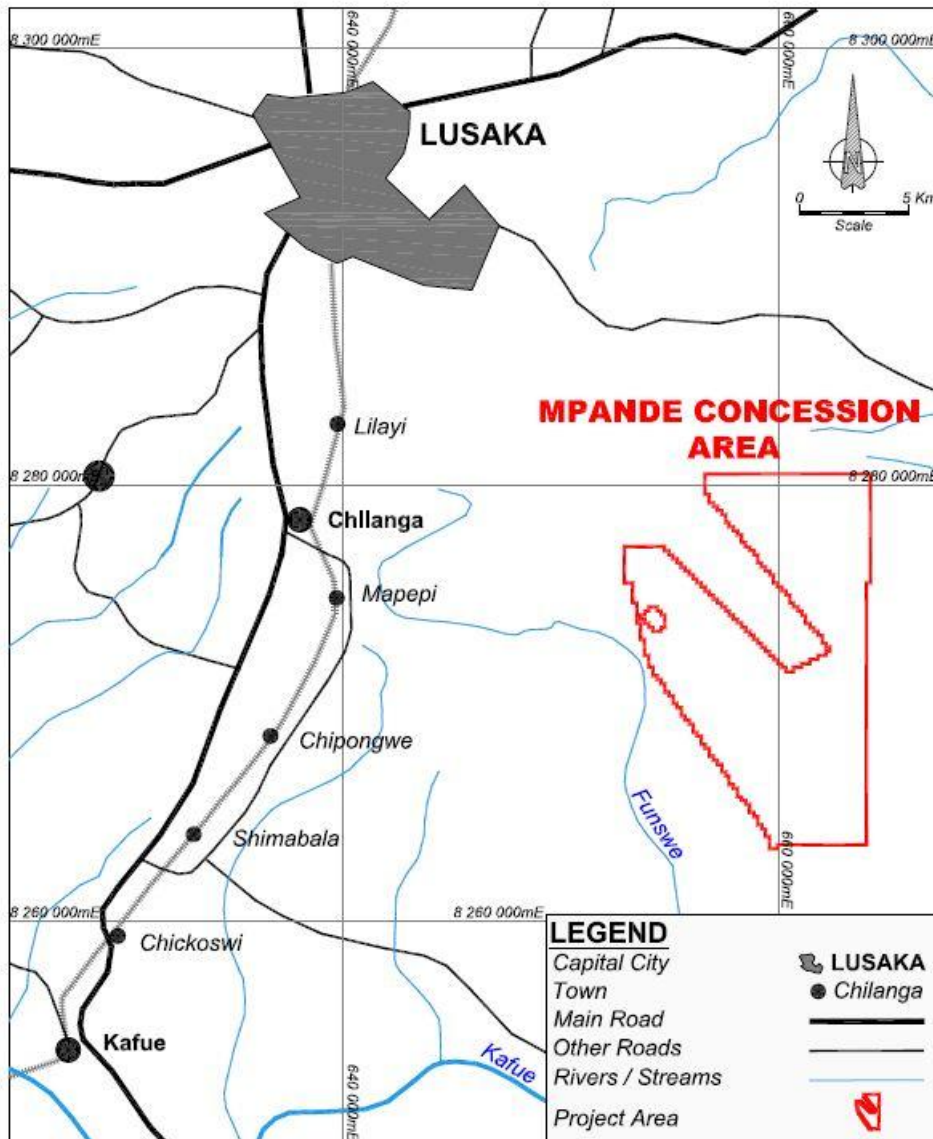 8 300 000mE
640 000mE
660 000mE
8 300 000mE
N
LUSAKA
0 5 Km
Scale
MPANDE CONCESSION
AREA
Lilayi
8 280 000mE
8 280 000mE
Chllanga
Mapepi
Chipongwe
Funswe
Shimabala
660 000mE
8 260 000mE
8 260 000mE
Chickoswi
Kafue
Kafue
640 000mE
LEGEND
Capital City LUSAKA
Town Chilanga
Main Road
Other Roads
Rivers / Streams
Project Area